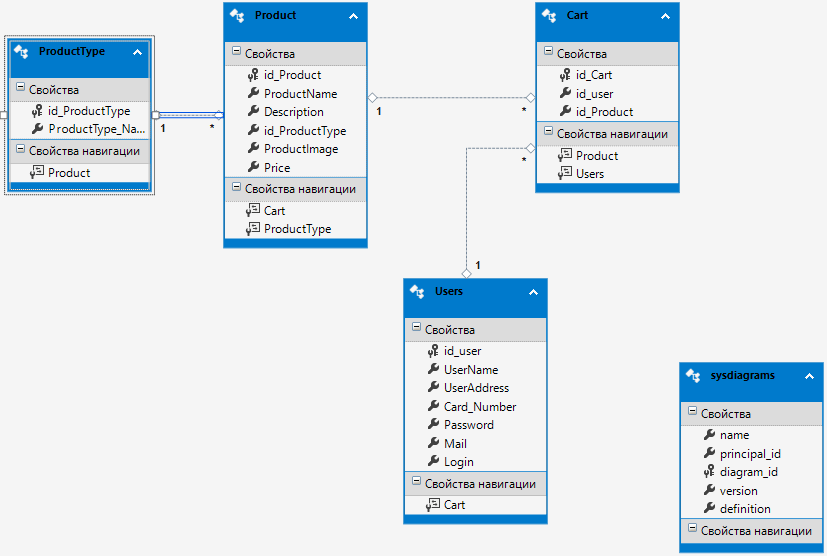 ProductType
Свойства
id_ProductType
ProductType_Na...
Свойства навигации
Product
1
*
Product
Свойства
id_Product
ProductName
Description
id_ProductType
ProductImage
Price
Свойства навигации
Cart
ProductType
1
*
Cart
Свойства
id_Cart
id_user
id_Product
Свойства навигации
Product
Users
*
1
Users
Свойства
id_user
UserName
UserAddress
Card_Number
Password
Mail
Login
Свойства навигации
Cart
sysdiagrams
Свойства
name
principal_id
diagram_id
version
definition
Свойства навигации